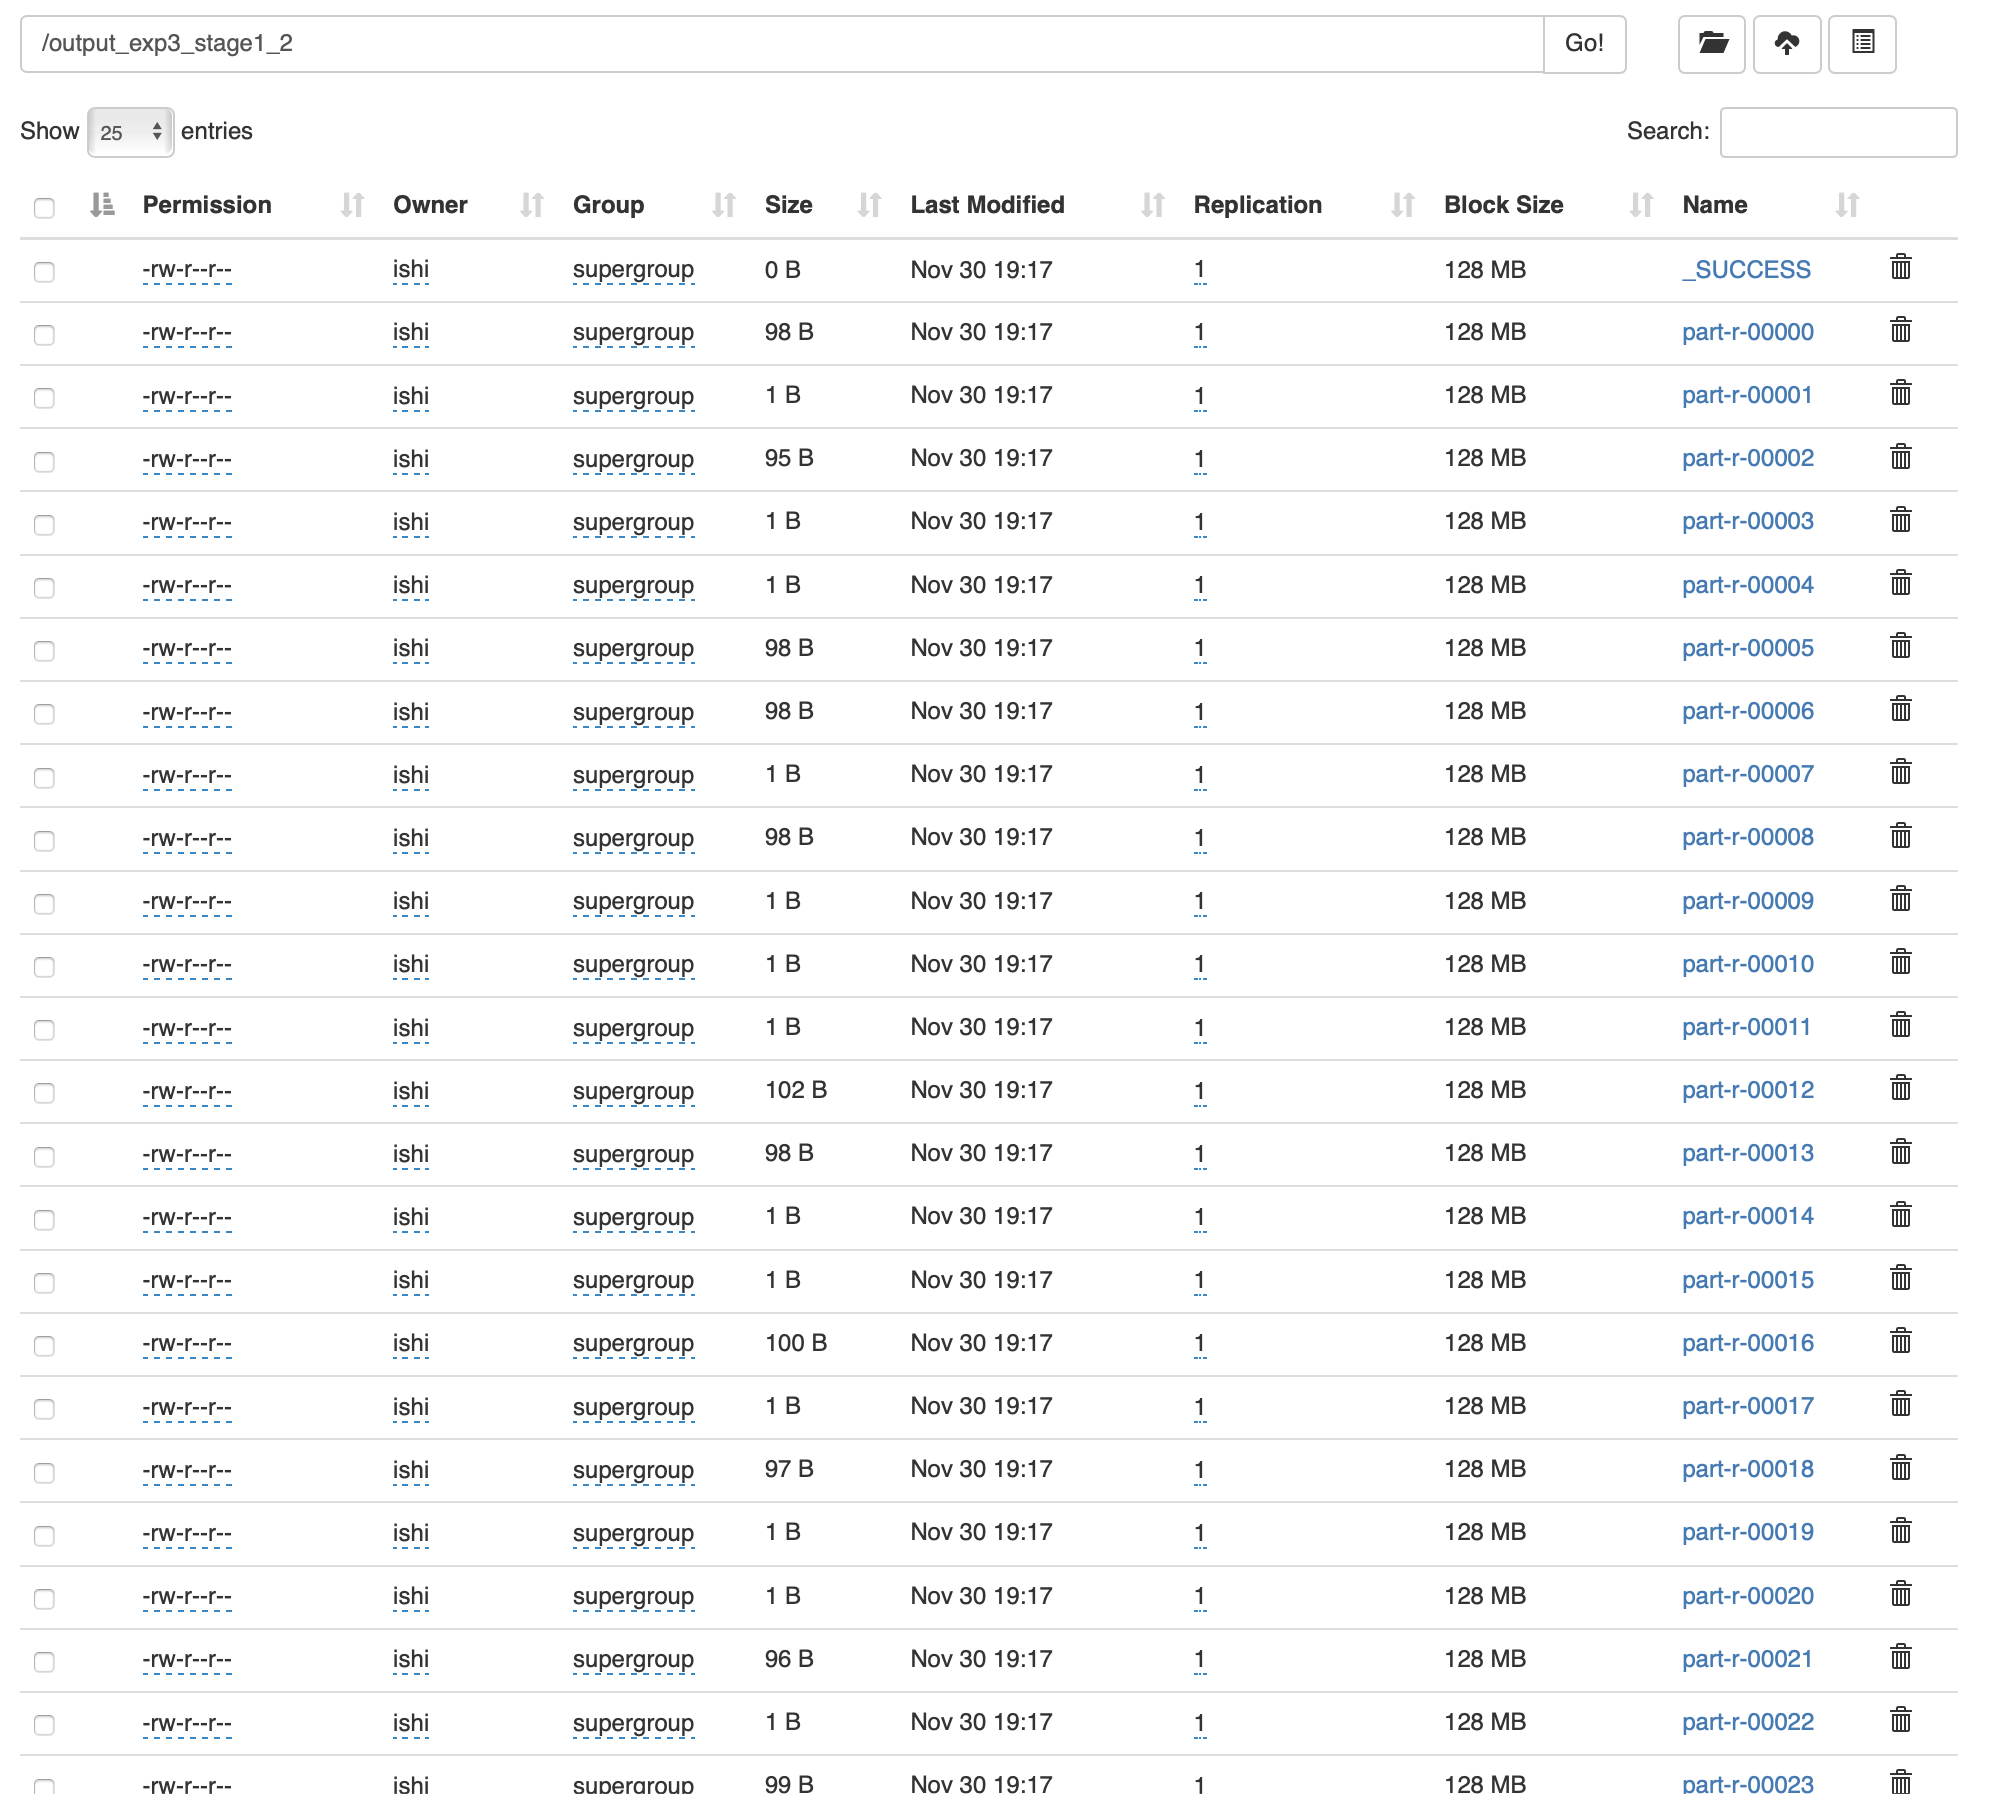 /output_exp3_stage1_2 Go!
Show 25 entries Search:
Permission Owner Group Size Last Modified Replication Block Size Name
-rw-r--r-- ishi supergroup 0 B Nov 30 19:17 1 128 MB _SUCCESS
-rw-r--r-- ishi supergroup 98 B Nov 30 19:17 1 128 MB part-r-00000
-rw-r--r-- ishi supergroup 1 B Nov 30 19:17 1 128 MB part-r-00001
-rw-r--r-- ishi supergroup 95 B Nov 30 19:17 1 128 MB part-r-00002
-rw-r--r-- ishi supergroup 1 B Nov 30 19:17 1 128 MB part-r-00003
-rw-r--r-- ishi supergroup 1 B Nov 30 19:17 1 128 MB part-r-00004
-rw-r--r-- ishi supergroup 98 B Nov 30 19:17 1 128 MB part-r-00005
-rw-r--r-- ishi supergroup 98 B Nov 30 19:17 1 128 MB part-r-00006
-rw-r--r-- ishi supergroup 1 B Nov 30 19:17 1 128 MB part-r-00007
-rw-r--r-- ishi supergroup 98 B Nov 30 19:17 1 128 MB part-r-00008
-rw-r--r-- ishi supergroup 1 B Nov 30 19:17 1 128 MB part-r-00009
-rw-r--r-- ishi supergroup 1 B Nov 30 19:17 1 128 MB part-r-00010
-rw-r--r-- ishi supergroup 1 B Nov 30 19:17 1 128 MB part-r-00011
-rw-r--r-- ishi supergroup 102 B Nov 30 19:17 1 128 MB part-r-00012
-rw-r--r-- ishi supergroup 98 B Nov 30 19:17 1 128 MB part-r-00013
-rw-r--r-- ishi supergroup 1 B Nov 30 19:17 1 128 MB part-r-00014
-rw-r--r-- ishi supergroup 1 B Nov 30 19:17 1 128 MB part-r-00015
-rw-r--r-- ishi supergroup 100 B Nov 30 19:17 1 128 MB part-r-00016
-rw-r--r-- ishi supergroup 1 B Nov 30 19:17 1 128 MB part-r-00017
-rw-r--r-- ishi supergroup 97 B Nov 30 19:17 1 128 MB part-r-00018
-rw-r--r-- ishi supergroup 1 B Nov 30 19:17 1 128 MB part-r-00019
-rw-r--r-- ishi supergroup 1 B Nov 30 19:17 1 128 MB part-r-00020
-rw-r--r-- ishi supergroup 96 B Nov 30 19:17 1 128 MB part-r-00021
-rw-r--r-- ishi supergroup 1 B Nov 30 19:17 1 128 MB part-r-00022
-rw-r--r-- ishi supergroup 99 B Nov 30 19:17 1 128 MB part-r-00023